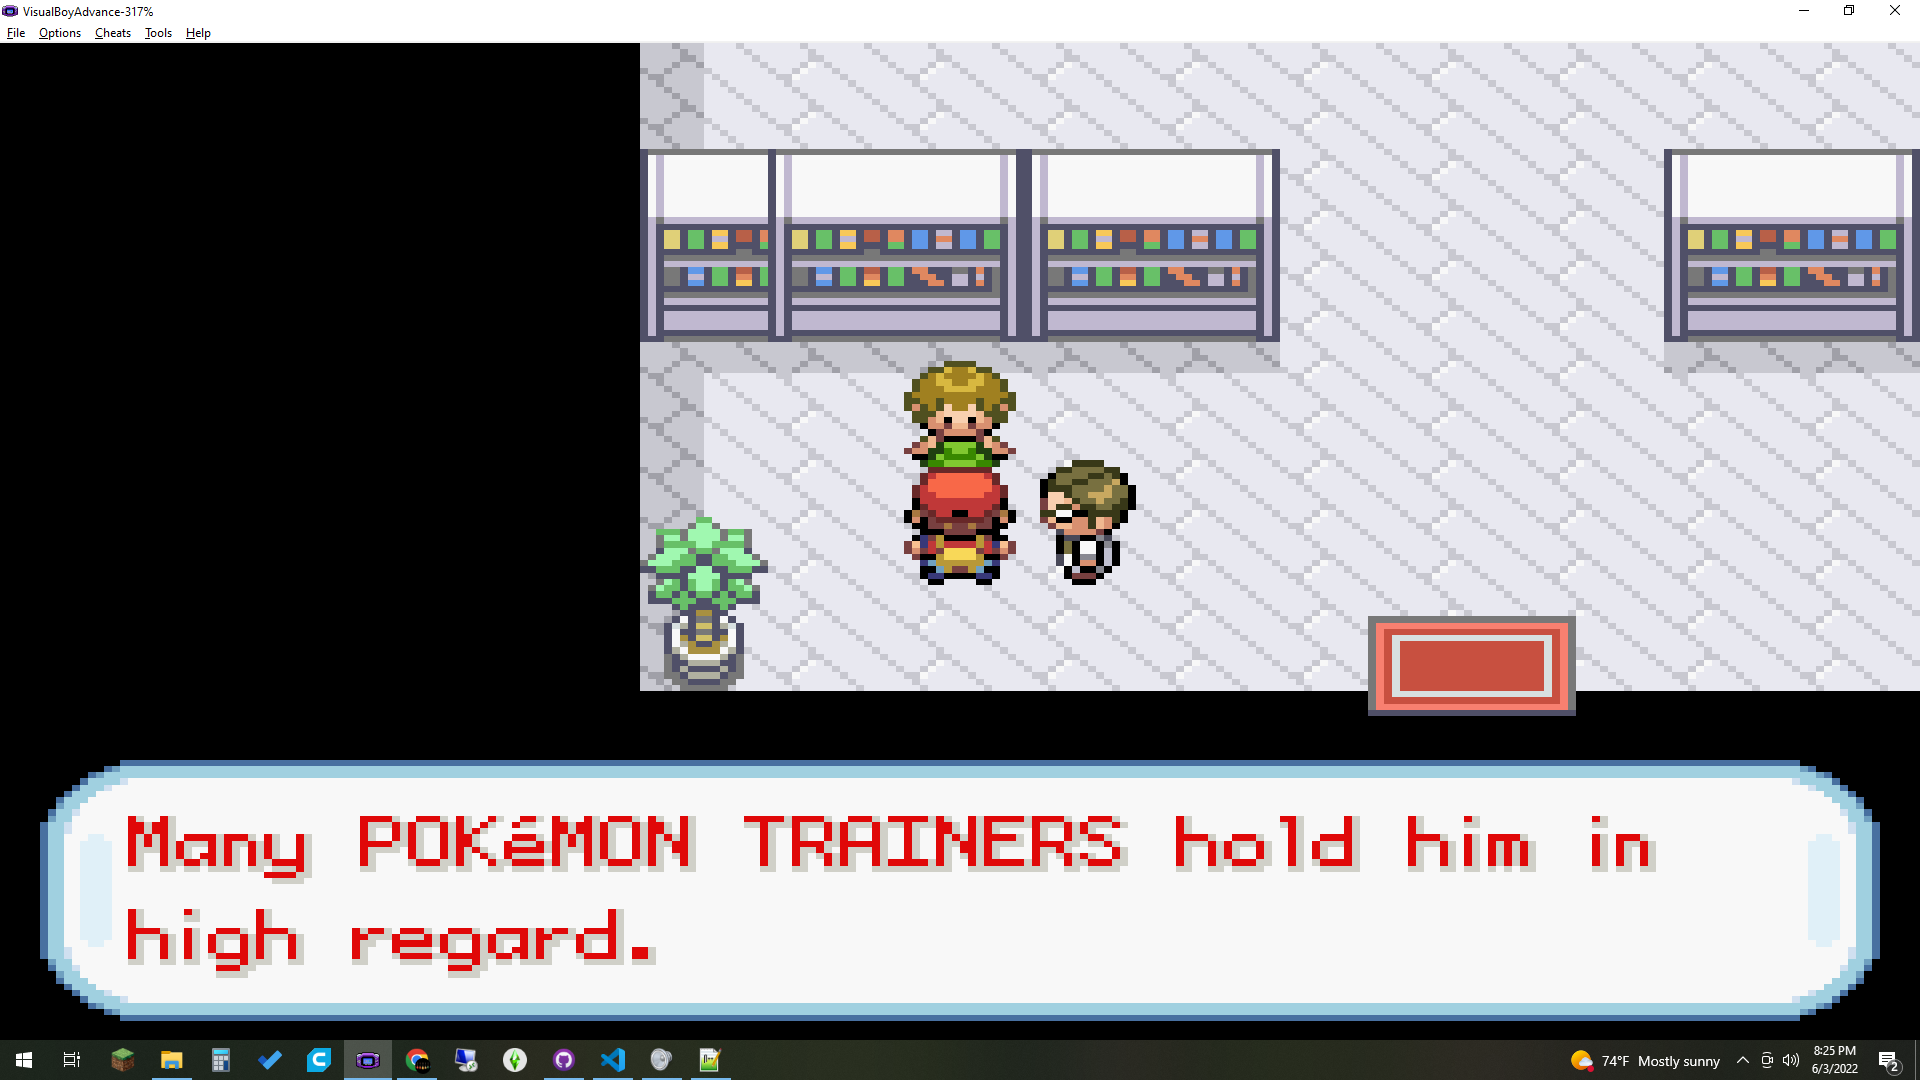 VisualBoyAdvance-317%
File Options Cheats Tools Help
Many POKéMON TRAINERS hold him in
high regard.
74°F Mostly sunny
8:25 PM
6/3/2022
2